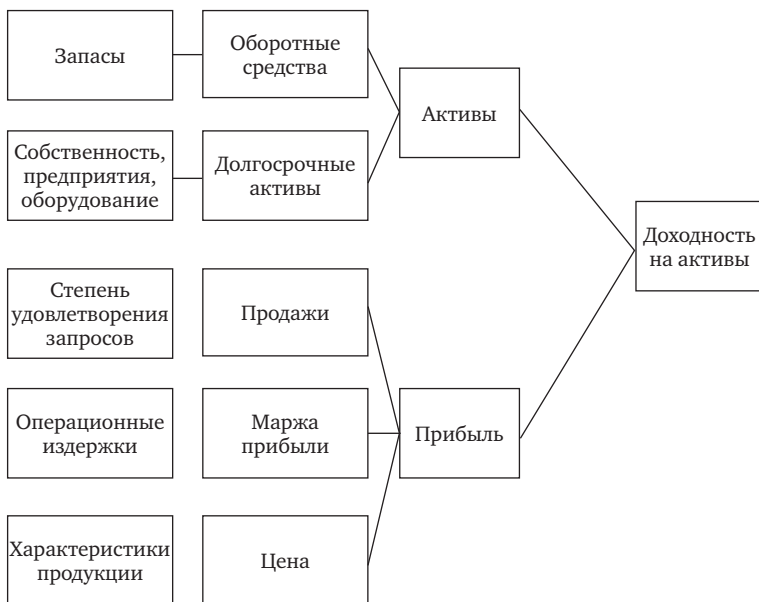 Запасы
Оборотные
средства
Активы
Собственность,
предприятия,
оборудование
Долгосрочные
активы
Доходность
на активы
Степень
удовлетворения
запросов
Продажи
Операционные
издержки
Маржа
прибыли
Прибыль
Характеристики
продукции
Цена